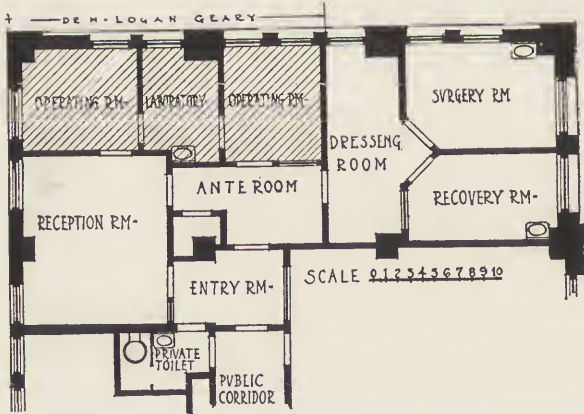 DR H. LOGAN GEARY
OPERATING RM-
LABORATORY
OPERATING RM-
SVRGERY RM
DRESSING
ROOM
ANTE ROOM
RECOVERY RM-
RECEPTION RM-
ENTRY RM-
SCALE 0 1 2 3 4 5 6 7 8 9 10
PRIVATE
TOILET
PVBLIC
CORRIDOR